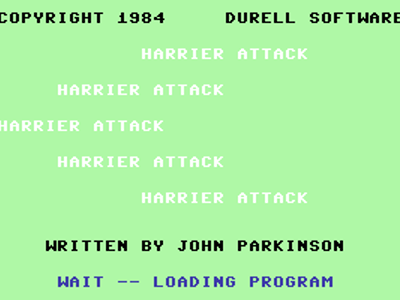 COPYRIGHT 1984 DURELL SOFTWARE
HARRIER ATTACK
HARRIER ATTACK
HARRIER ATTACK
HARRIER ATTACK
HARRIER ATTACK
WRITTEN BY JOHN PARKINSON
WAIT -- LOADING PROGRAM